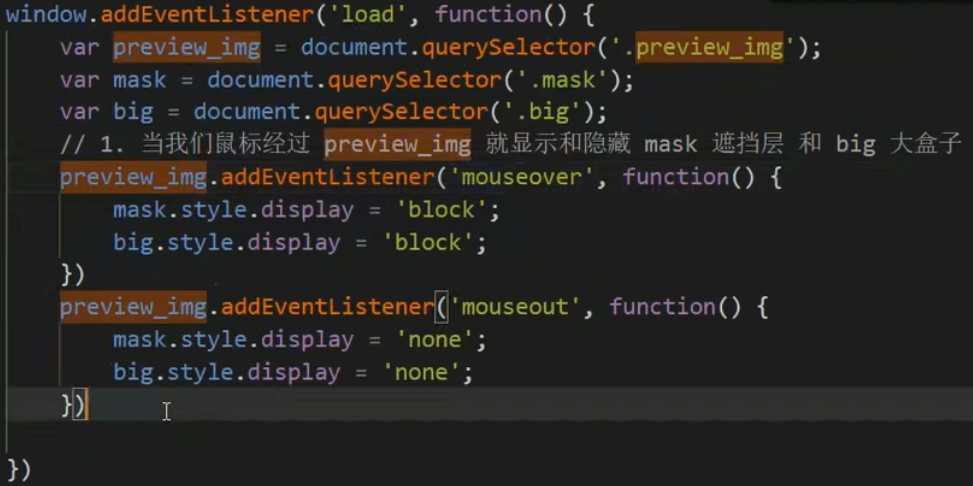 window.addEventListener('load', function() {
    var preview_img = document.querySelector('.preview_img');
    var mask = document.querySelector('.mask');
    var big = document.querySelector('.big');
    // 1. 当我们鼠标经过 preview_img 就显示和隐藏 mask 遮挡层 和 big 大盒子
    preview_img.addEventListener('mouseover', function() {
        mask.style.display = 'block';
        big.style.display = 'block';
    })
    preview_img.addEventListener('mouseout', function() {
        mask.style.display = 'none';
        big.style.display = 'none';
    })
})